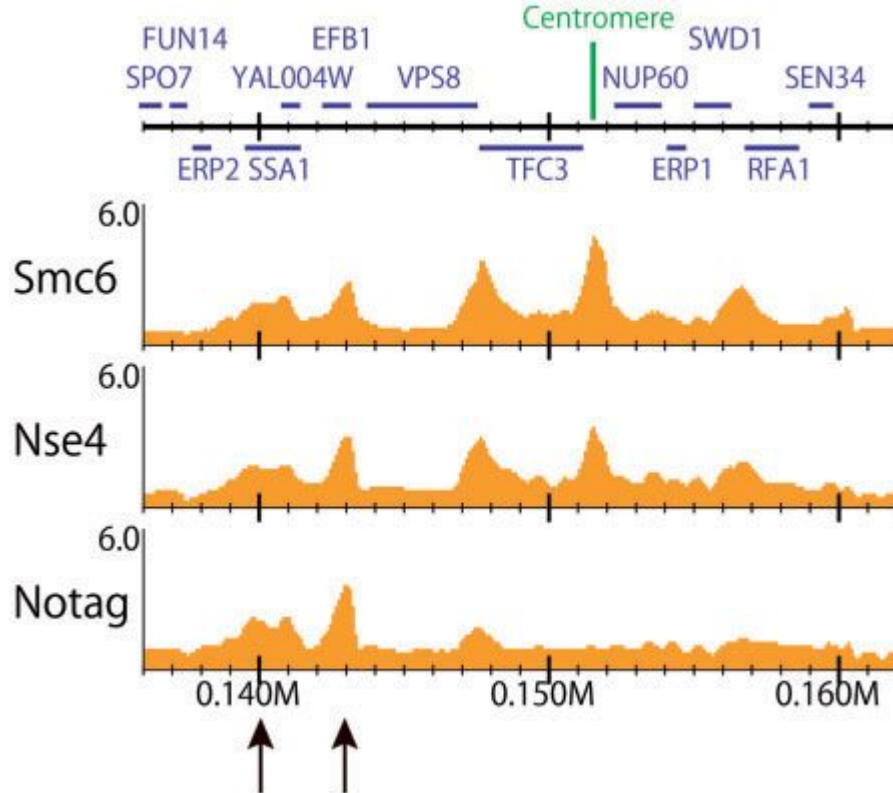 Centromere
FUN14 EFB1 SWD1
SPO7 YAL004W VPS8 NUP60 SEN34
ERP2 SSA1 TFC3 ERP1 RFA1
6.0
Smc6
6.0
Nse4
6.0
Notag
0.140M 0.150M 0.160M